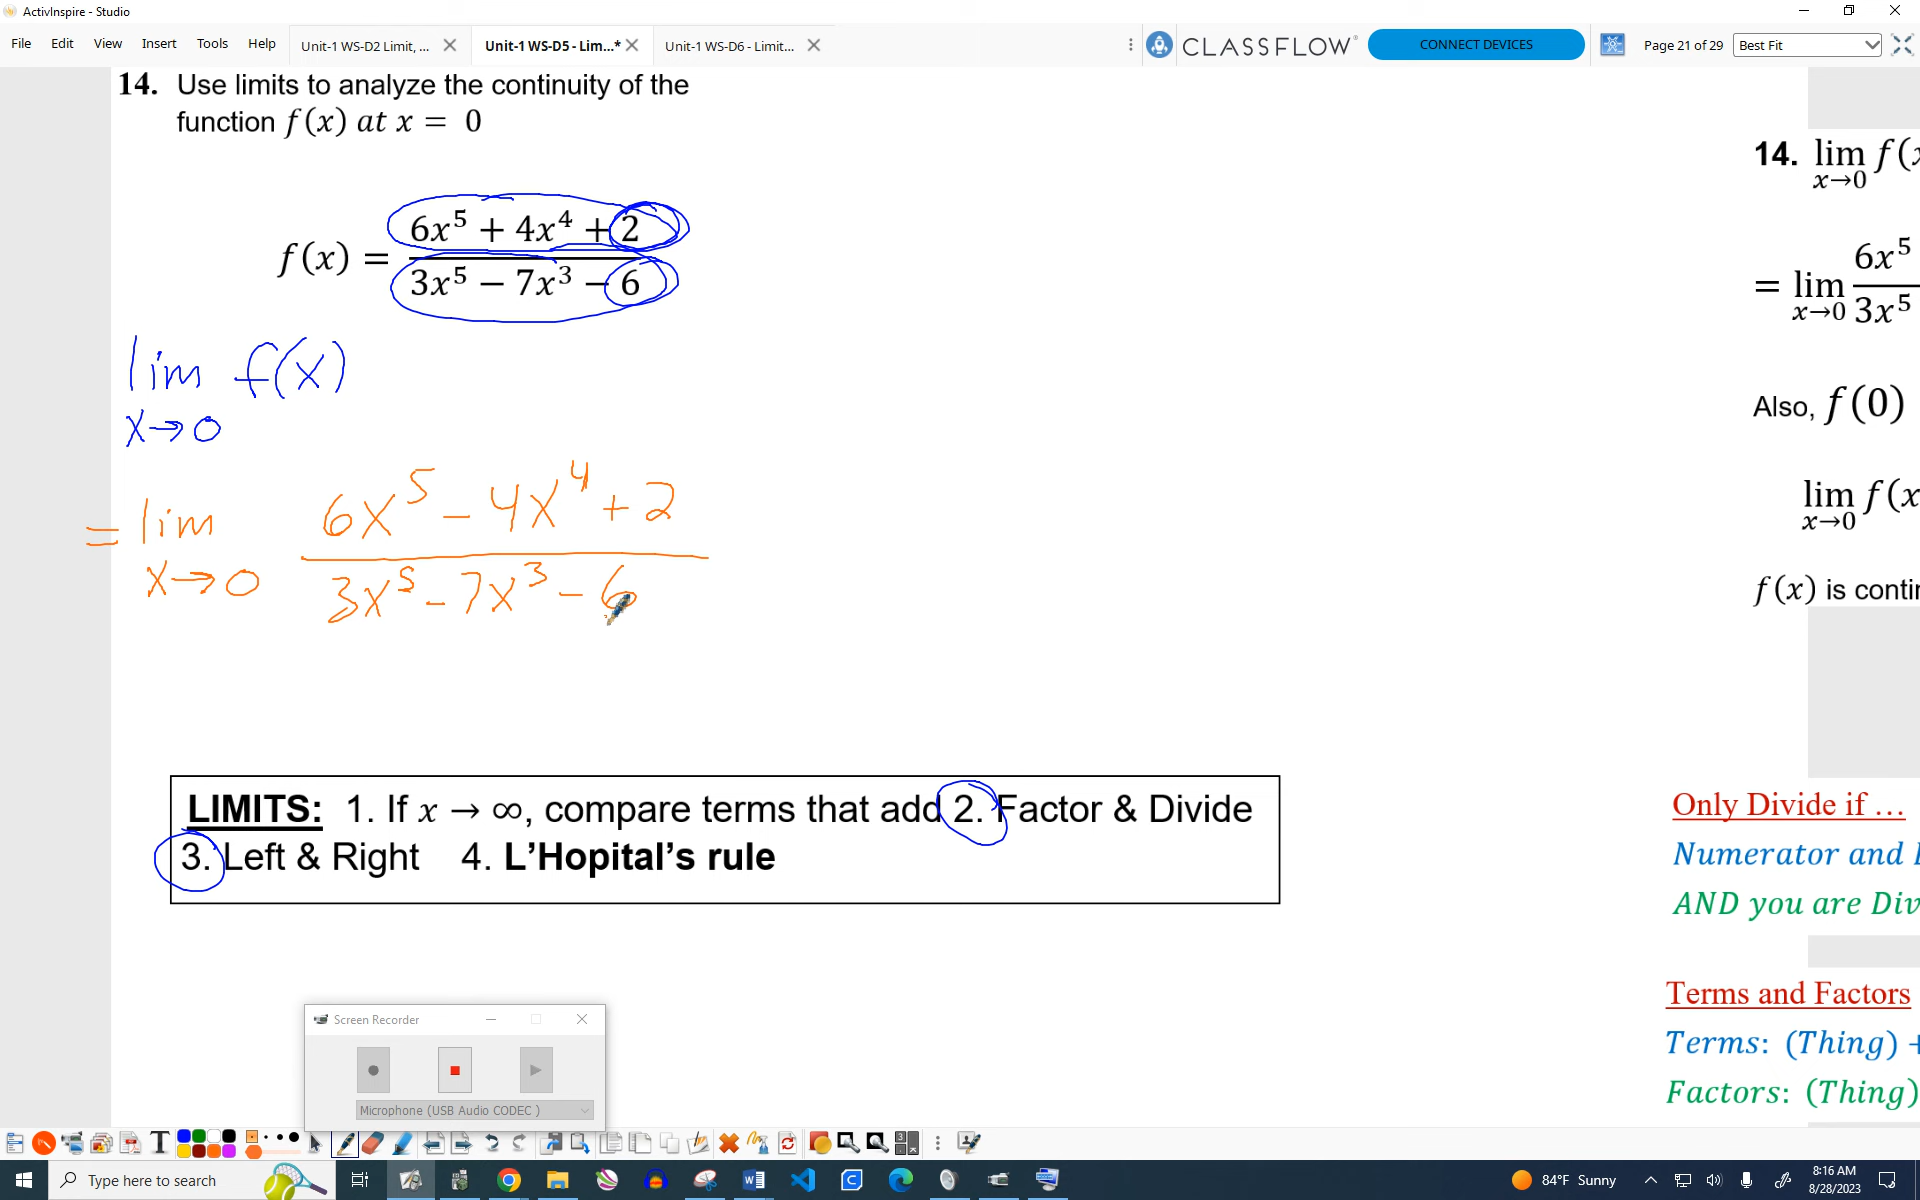 ActivInspire - Studio
File Edit View Insert Tools Help
Unit-1 WS-D2 Limit, ...
Unit-1 WS-D5 - Lim...*
Unit-1 WS-D6 - Limit...
CLASSFLOW
CONNECT DEVICES
Page 21 of 29
Best Fit
14. Use limits to analyze the continuity of the
function f(x) at x = 0
f(x) = (6x⁵ + 4x⁴ + 2)/(3x⁵ − 7x³ − 6)
lim f(x)
x→0
= lim (6x⁵ − 4x⁴ + 2)/(3x⁵ − 7x³ − 6)
x→0
LIMITS: 1. If x → ∞, compare terms that add 2. Factor & Divide
3. Left & Right 4. L’Hopital’s rule
14. lim f(x
x→0
= lim 6x⁵/3x⁵
x→0
Also, f(0)
lim f(x
x→0
f(x) is contin
Only Divide if …
Numerator and
AND you are Div
Terms and Factors
Terms: (Thing) +
Factors: (Thing)
Screen Recorder
Microphone (USB Audio CODEC )
T
Type here to search
84°F Sunny
8:16 AM
8/28/2023